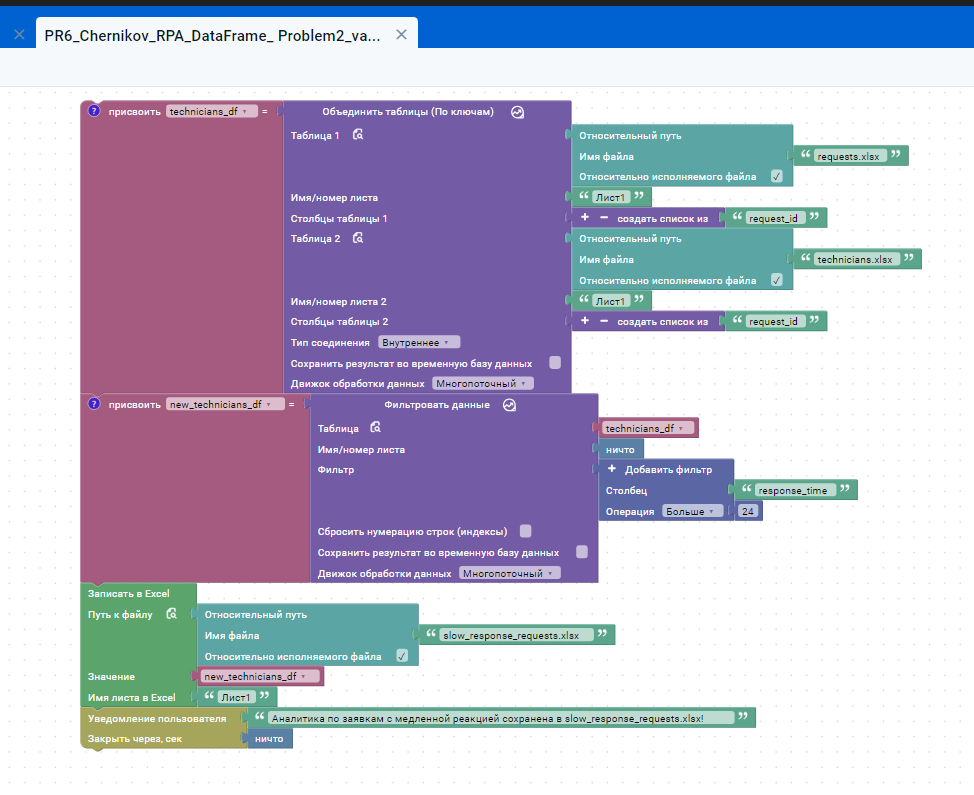 PR6_Chernikov_RPA_DataFrame_ Problem2_va...
присвоить technicians_df = Объединить таблицы (По ключам)
Таблица 1 Относительный путь
Имя файла “ requests.xlsx ”
Относительно исполняемого файла
Имя/номер листа “ Лист1 ”
Столбцы таблицы 1 + − создать список из “ request_id ”
Таблица 2 Относительный путь
Имя файла “ technicians.xlsx ”
Относительно исполняемого файла
Имя/номер листа 2 “ Лист1 ”
Столбцы таблицы 2 + − создать список из “ request_id ”
Тип соединения Внутреннее
Сохранить результат во временную базу данных
Движок обработки данных Многопоточный
присвоить new_technicians_df = Фильтровать данные
Таблица technicians_df
Имя/номер листа ничто
Фильтр + Добавить фильтр
Столбец “ response_time ”
Операция Больше 24
Сбросить нумерацию строк (индексы)
Сохранить результат во временную базу данных
Движок обработки данных Многопоточный
Записать в Excel
Путь к файлу Относительный путь
Имя файла “ slow_response_requests.xlsx ”
Относительно исполняемого файла
Значение new_technicians_df
Имя листа в Excel “ Лист1 ”
Уведомление пользователя “ Аналитика по заявкам с медленной реакцией сохранена в slow_response_requests.xlsx! ”
Закрыть через, сек ничто